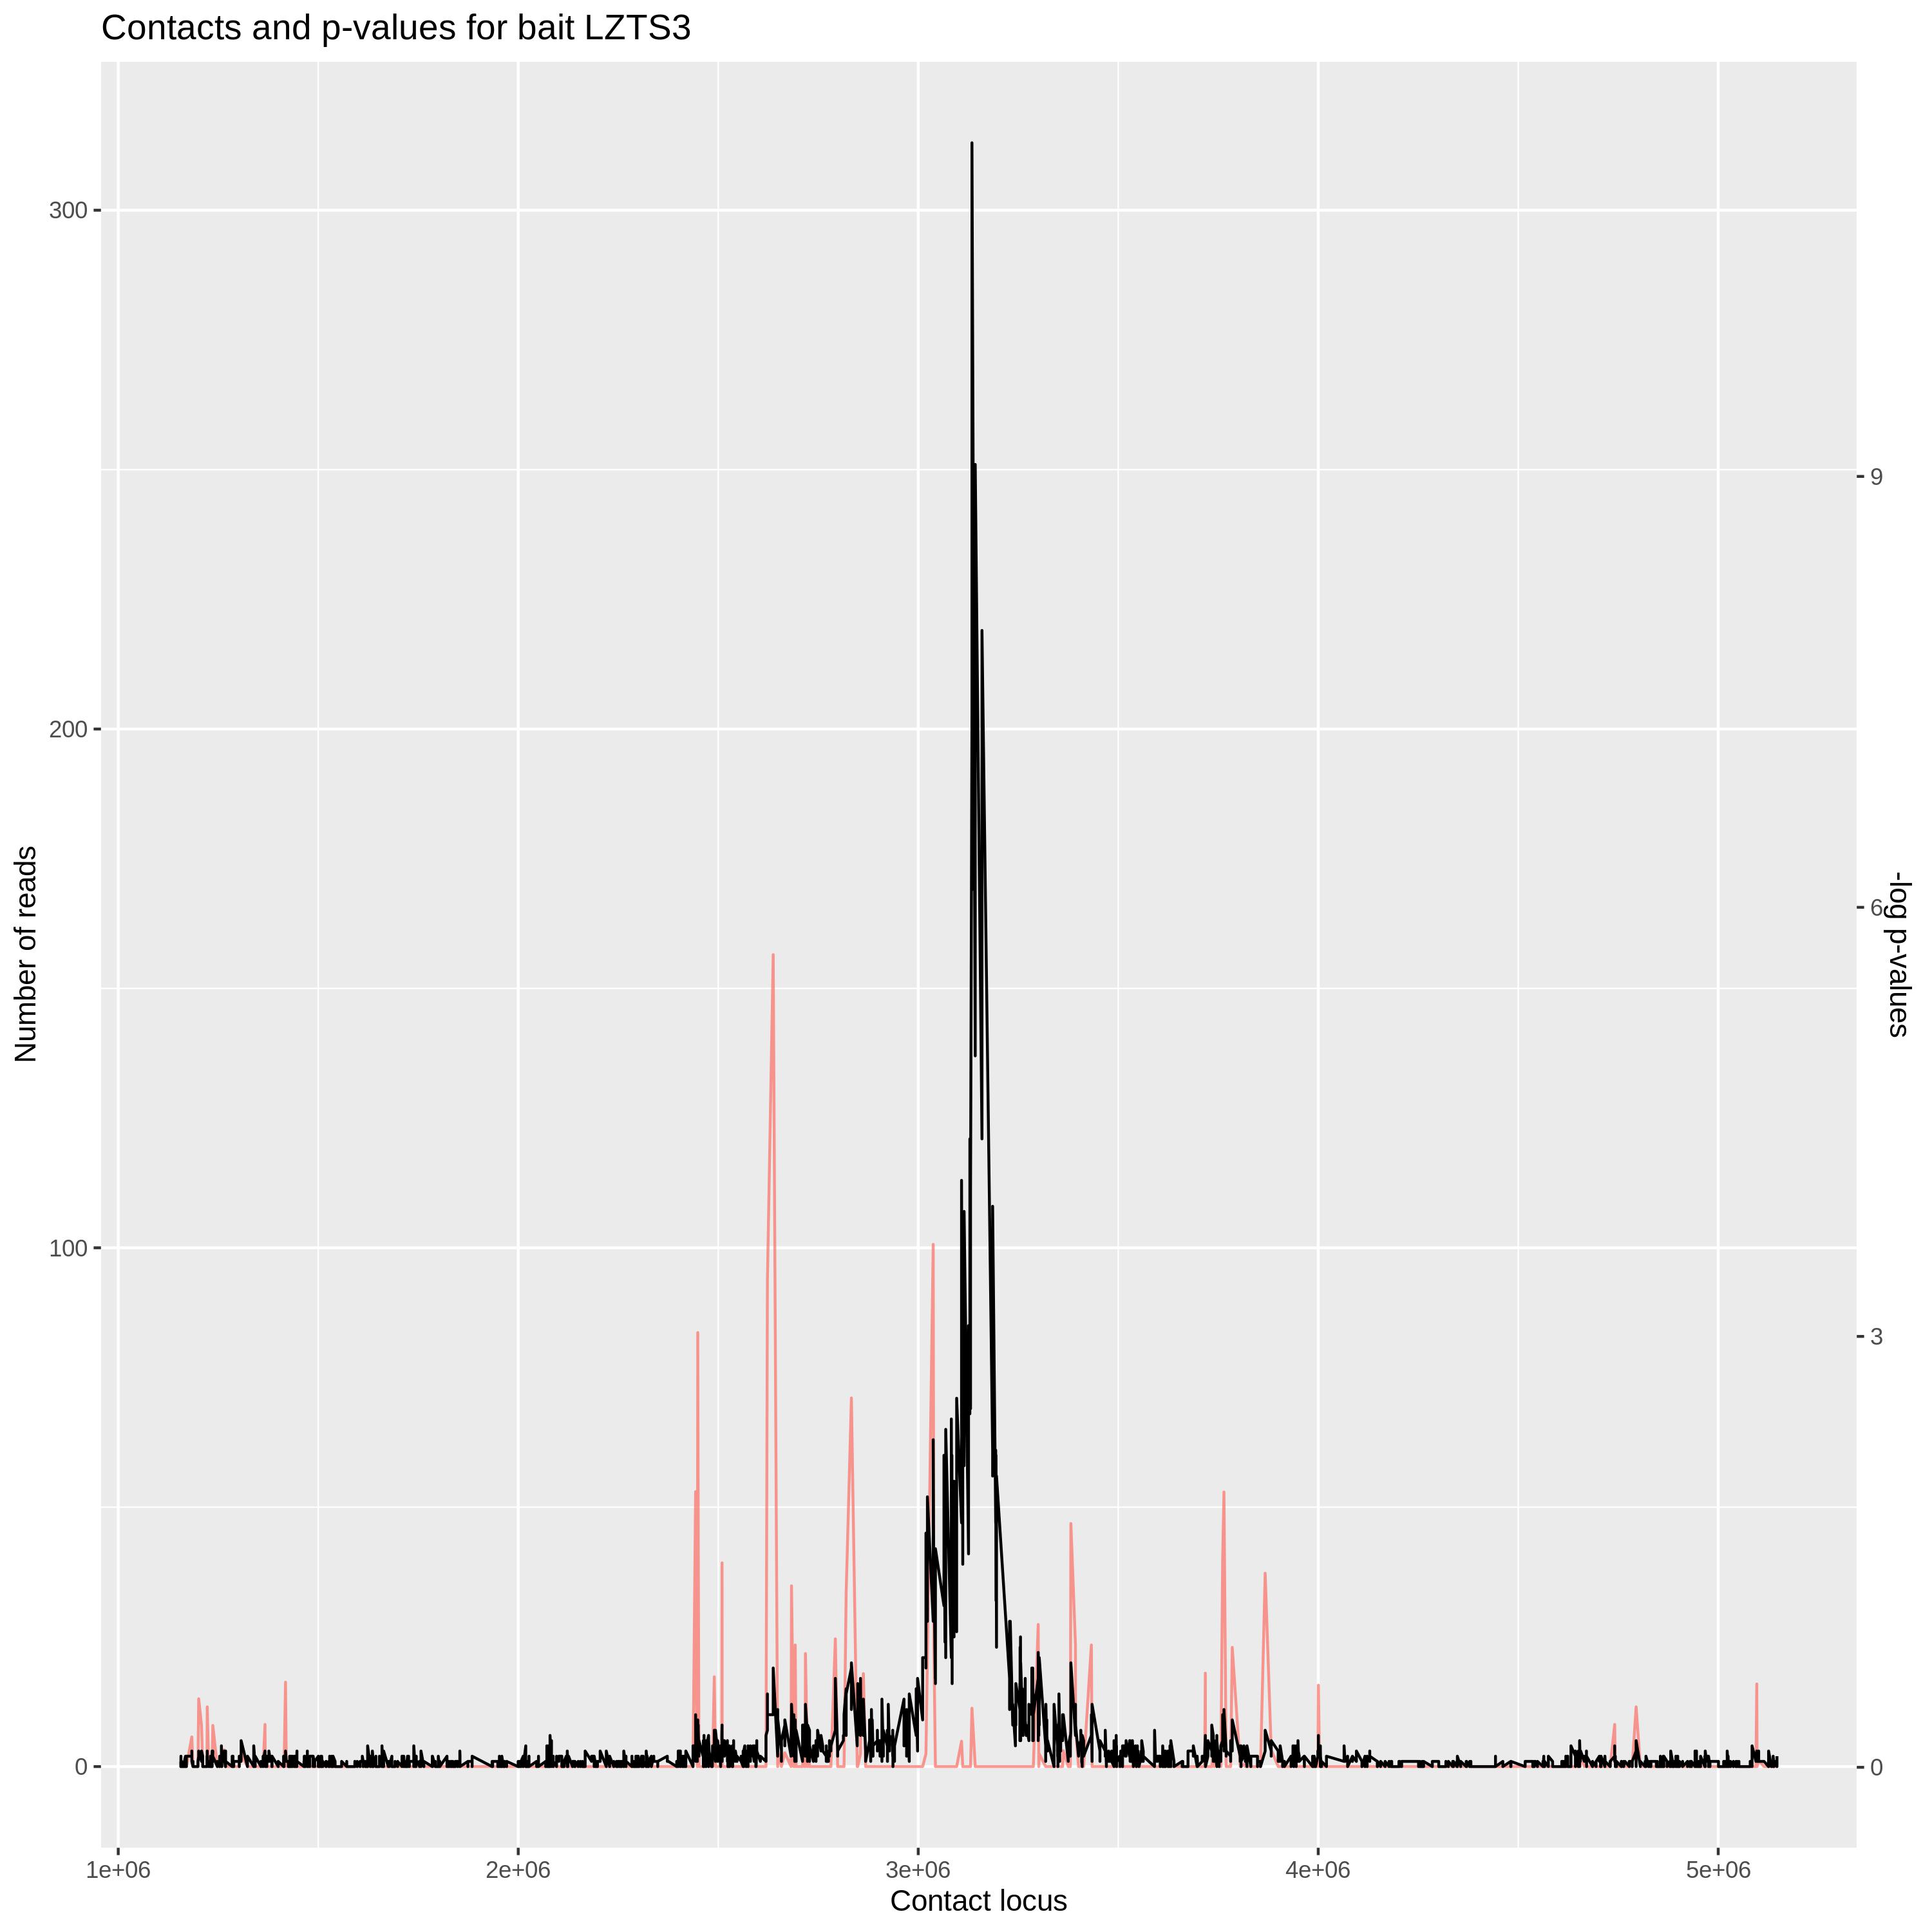 Contacts and p-values for bait LZTS3
300
200
100
0
Number of reads
9
6
3
0
-log p-values
1e+06
2e+06
3e+06
4e+06
5e+06
Contact locus